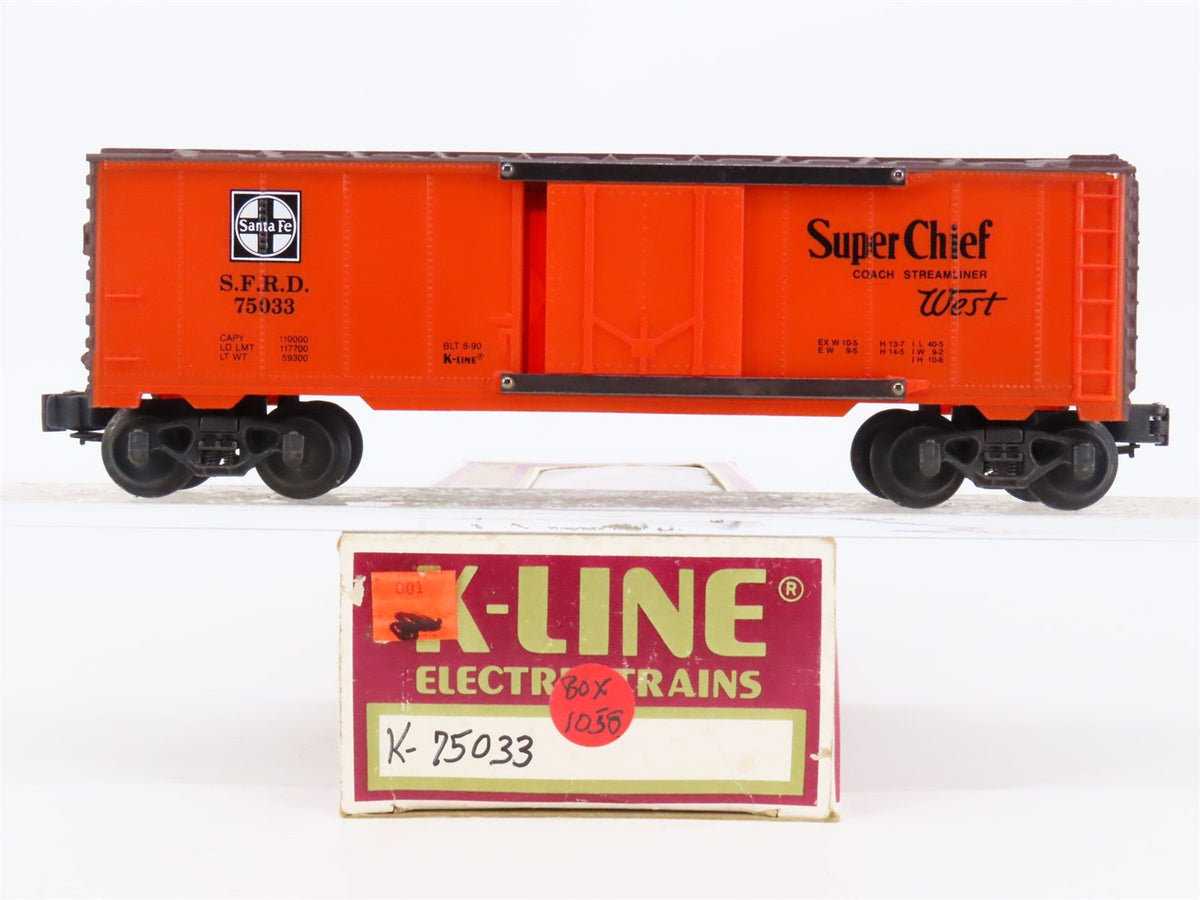 Santa Fe
S.F.R.D.
75033
CAPY 110000
LD LMT 117700
LT WT 59300
BLT 8-90
K-LINE®
Super Chief
COACH STREAMLINER
West
EX W 10-5 H 13-7 I L 40-5
E W 9-5 H 14-5 I W 9-2
I H 10-6
001
K-LINE®
ELECTRIC TRAINS
BOX
1058
K-75033